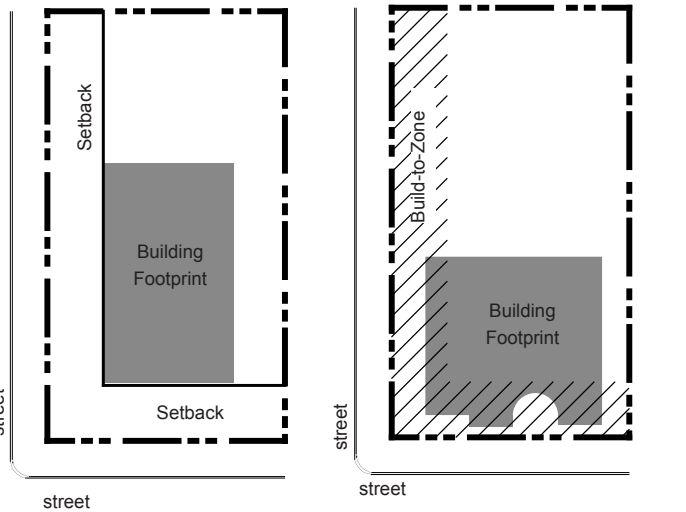 Setback
Building
Footprint
Setback
street
street
Build-to-Zone
Building
Footprint
street
street